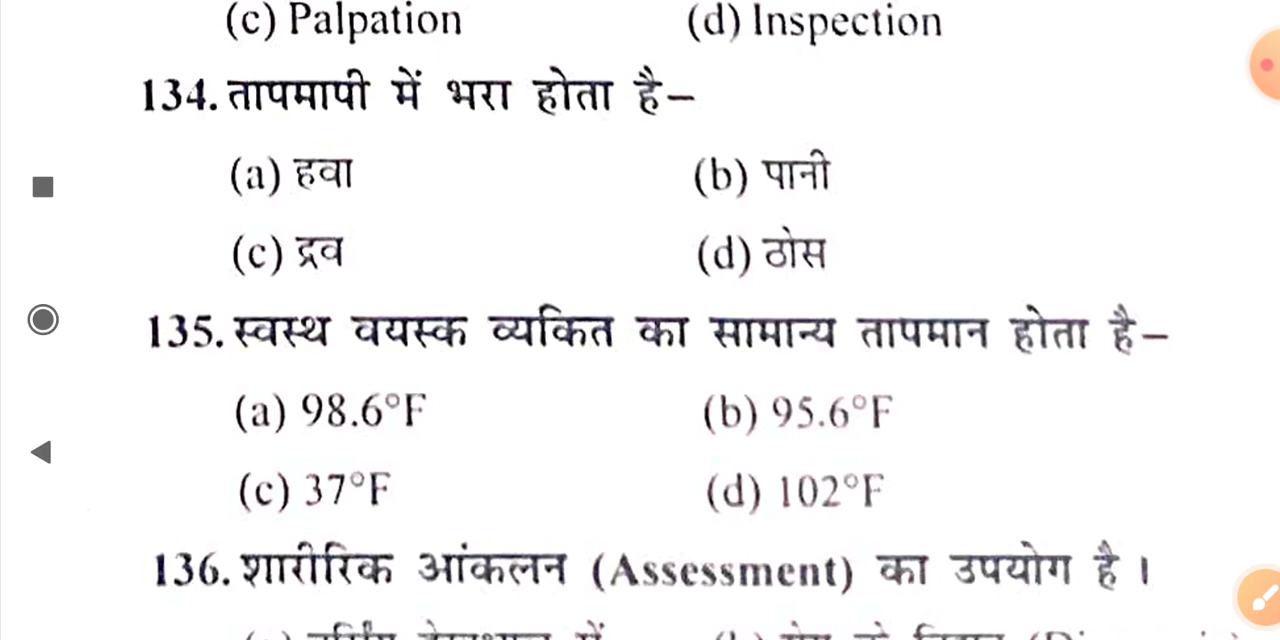 (c) Palpation (d) Inspection
134. तापमापी में भरा होता है–
(a) हवा (b) पानी
(c) द्रव (d) ठोस
135. स्वस्थ वयस्क व्यकित का सामान्य तापमान होता है–
(a) 98.6°F (b) 95.6°F
(c) 37°F (d) 102°F
136. शारीरिक आंकलन (Assessment) का उपयोग है ।